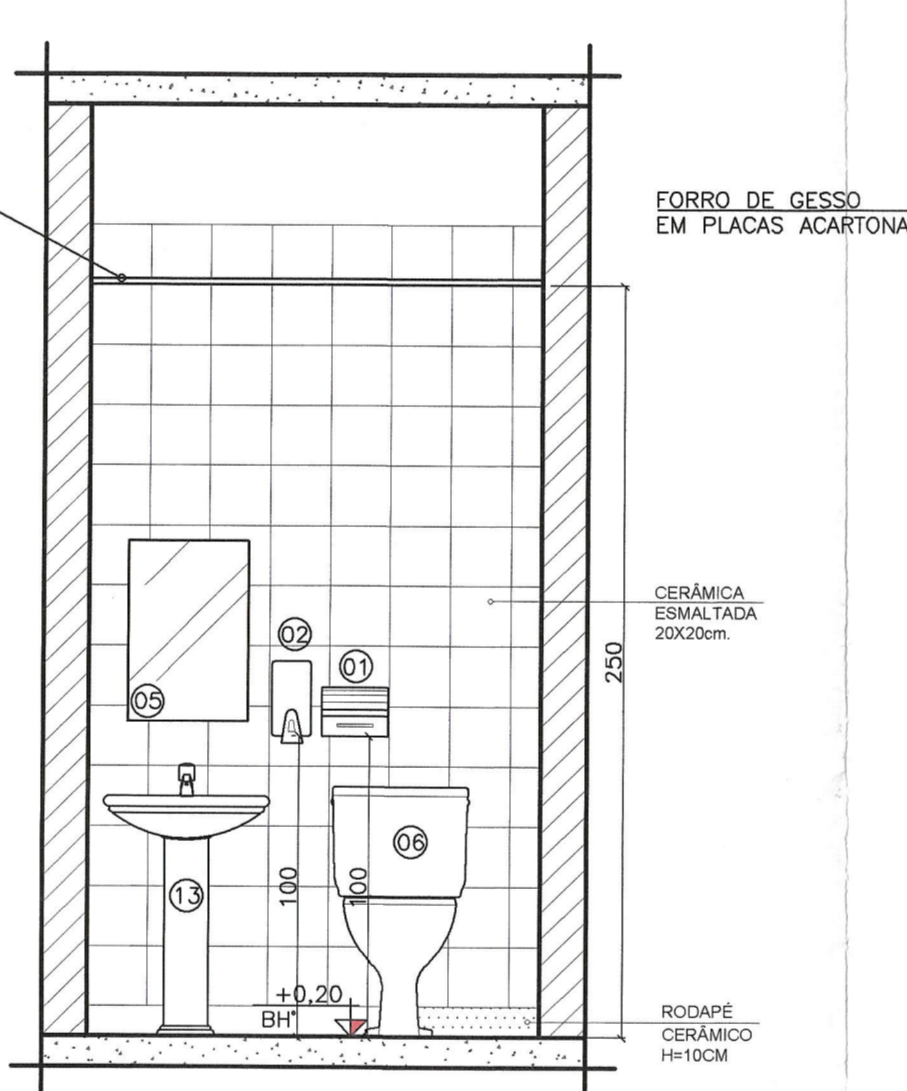 FORRO DE GESSO
EM PLACAS ACARTONA
CERÂMICA
ESMALTADA
20X20cm.
250
02
01
05
06
13
100
100
+0,20
BH
RODAPÉ
CERÂMICO
H=10CM